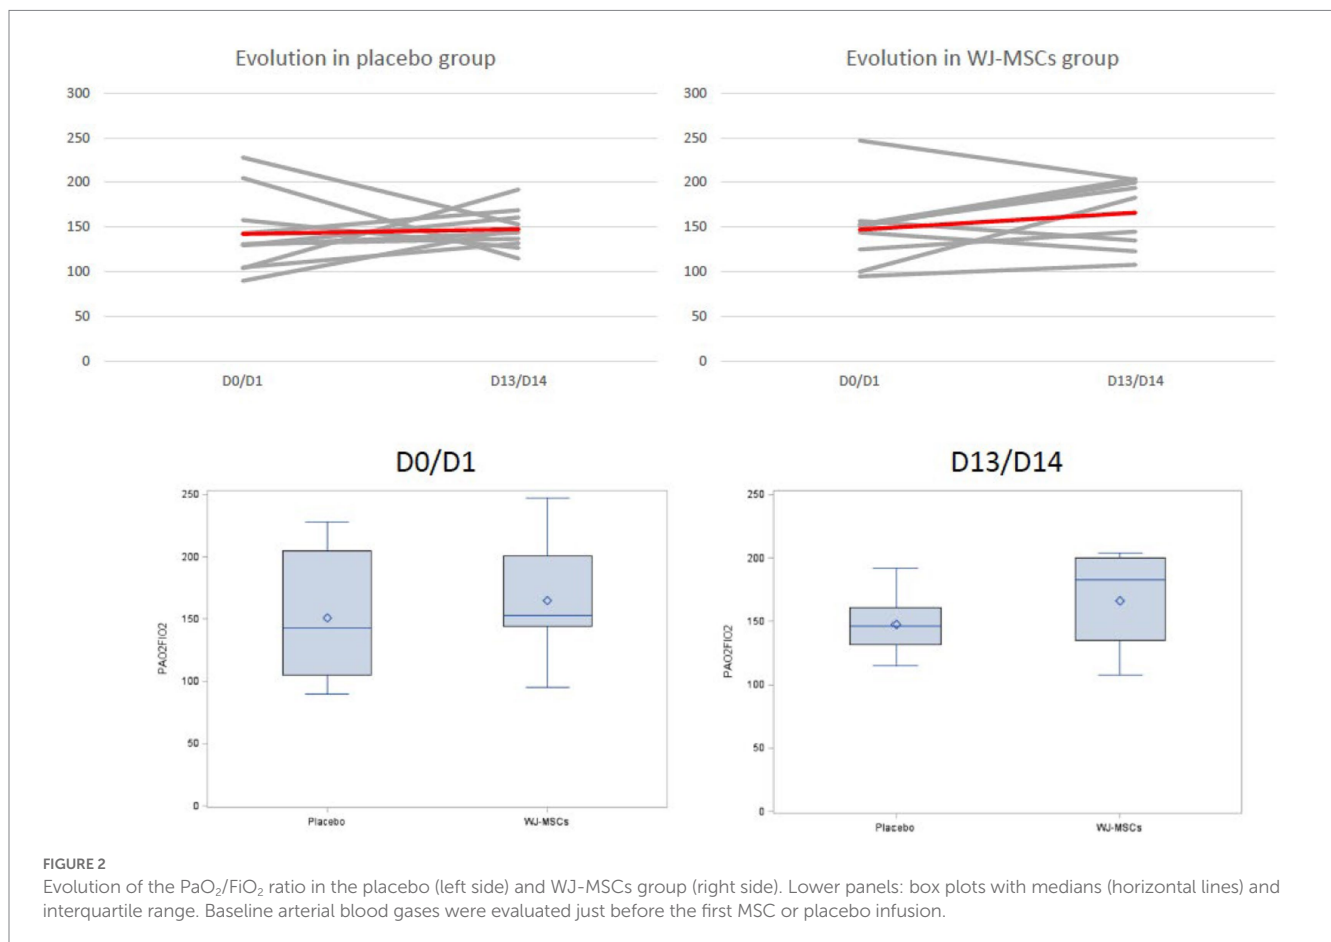 Evolution in placebo group
300
250
200
150
100
50
0
D0/D1
D13/D14
Evolution in WJ-MSCs group
300
250
200
150
100
50
0
D0/D1
D13/D14
D0/D1
250
200
150
100
50
0
PAO2FIO2
Placebo
WJ-MSCs
D13/D14
250
200
150
100
50
0
PAO2FIO2
Placebo
WJ-MSCs
FIGURE 2
Evolution of the PaO₂/FiO₂ ratio in the placebo (left side) and WJ-MSCs group (right side). Lower panels: box plots with medians (horizontal lines) and
interquartile range. Baseline arterial blood gases were evaluated just before the first MSC or placebo infusion.